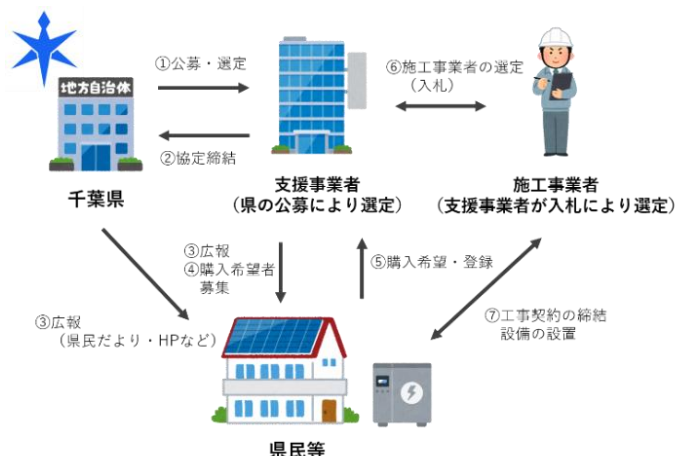 ①公募・選定
⑥施工事業者の選定
（入札）
地方自治体
②協定締結
千葉県
支援事業者
（県の公募により選定）
施工事業者
（支援事業者が入札により選定）
③広報
④購入希望者
募集
⑤購入希望・登録
③広報
（県民だより・HPなど）
⑦工事契約の締結
設備の設置
県民等